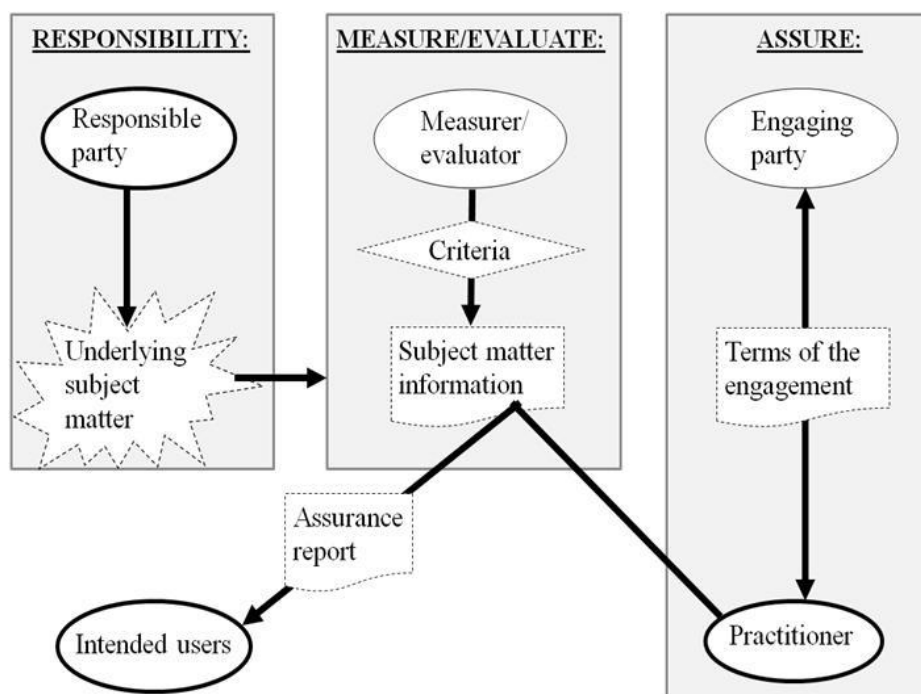 RESPONSIBILITY:
Responsible
party
Underlying
subject
matter
MEASURE/EVALUATE:
Measurer/
evaluator
Criteria
Subject matter
information
ASSURE:
Engaging
party
Terms of the
engagement
Practitioner
Assurance
report
Intended users